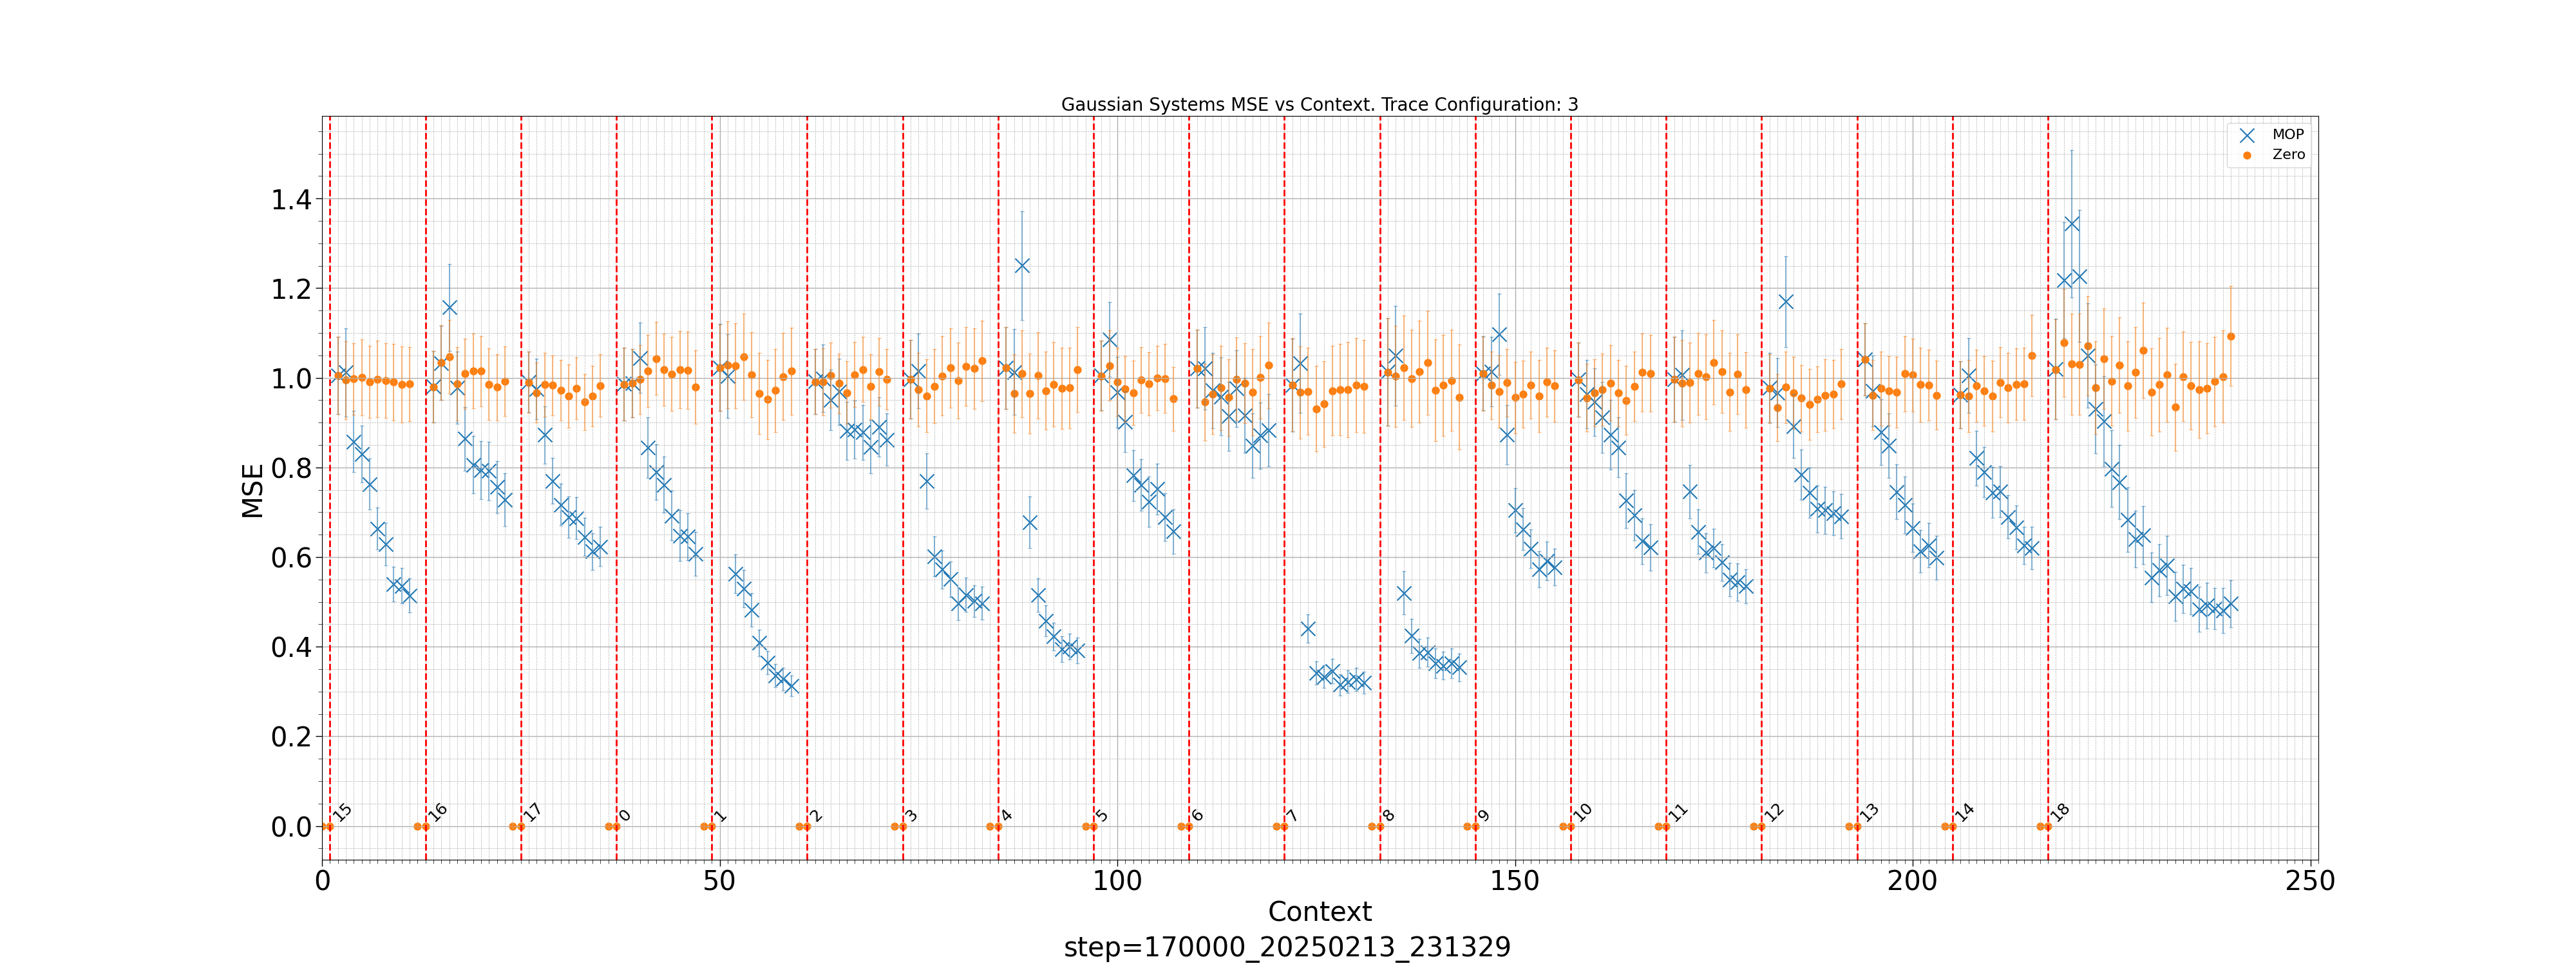 Gaussian Systems MSE vs Context. Trace Configuration: 3
MOP
Zero
MSE
1.4
1.2
1.0
0.8
0.6
0.4
0.2
0.0
15 16 17 0 1 2 3 4 5 6 7 8 9 10 11 12 13 14 18
0 50 100 150 200 250
Context
step=170000_20250213_231329